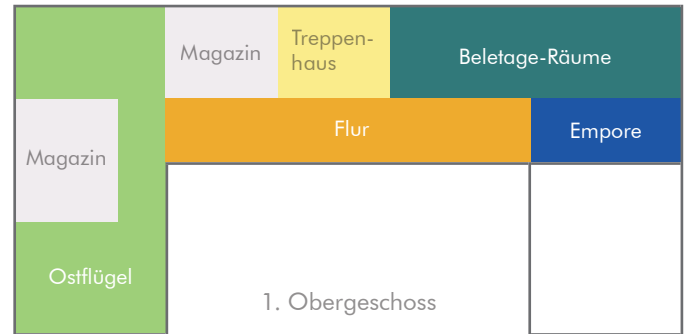 Magazin
Treppen-
haus
Beletage-Räume
Flur
Empore
Magazin
Ostflügel
1. Obergeschoss